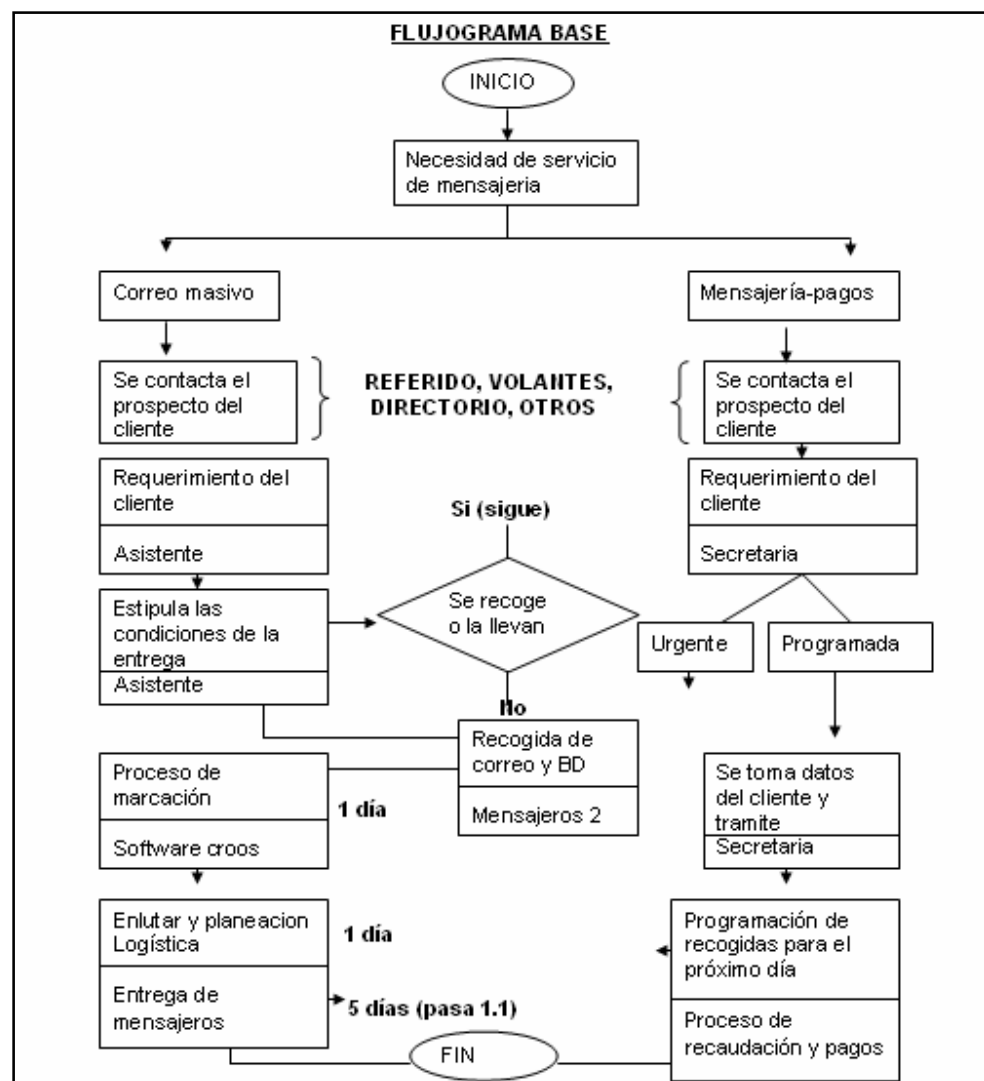 FLUJOGRAMA BASE
INICIO
Necesidad de servicio
de mensajeria
Correo masivo
Mensajería-pagos
Se contacta el
prospecto del
cliente
REFERIDO, VOLANTES,
DIRECTORIO, OTROS
Se contacta el
prospecto del
cliente
Requerimiento del
cliente
Asistente
Si (sigue)
Requerimiento del
cliente
Secretaria
Estipula las
condiciones de la
entrega
Asistente
Se recoge
o la llevan
No
Urgente
Programada
Recogida de
correo y BD
Mensajeros 2
Proceso de
marcación
Software croos
1 día
Se toma datos
del cliente y
tramite
Secretaria
Enlutar y planeacion
Logística
Entrega de
mensajeros
1 día
5 días (pasa 1.1)
Programación de
recogidas para el
próximo día
Proceso de
recaudación y pagos
FIN